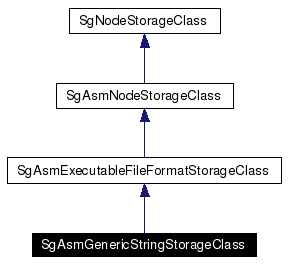 SgNodeStorageClass
SgAsmNodeStorageClass
SgAsmExecutableFileFormatStorageClass
SgAsmGenericStringStorageClass